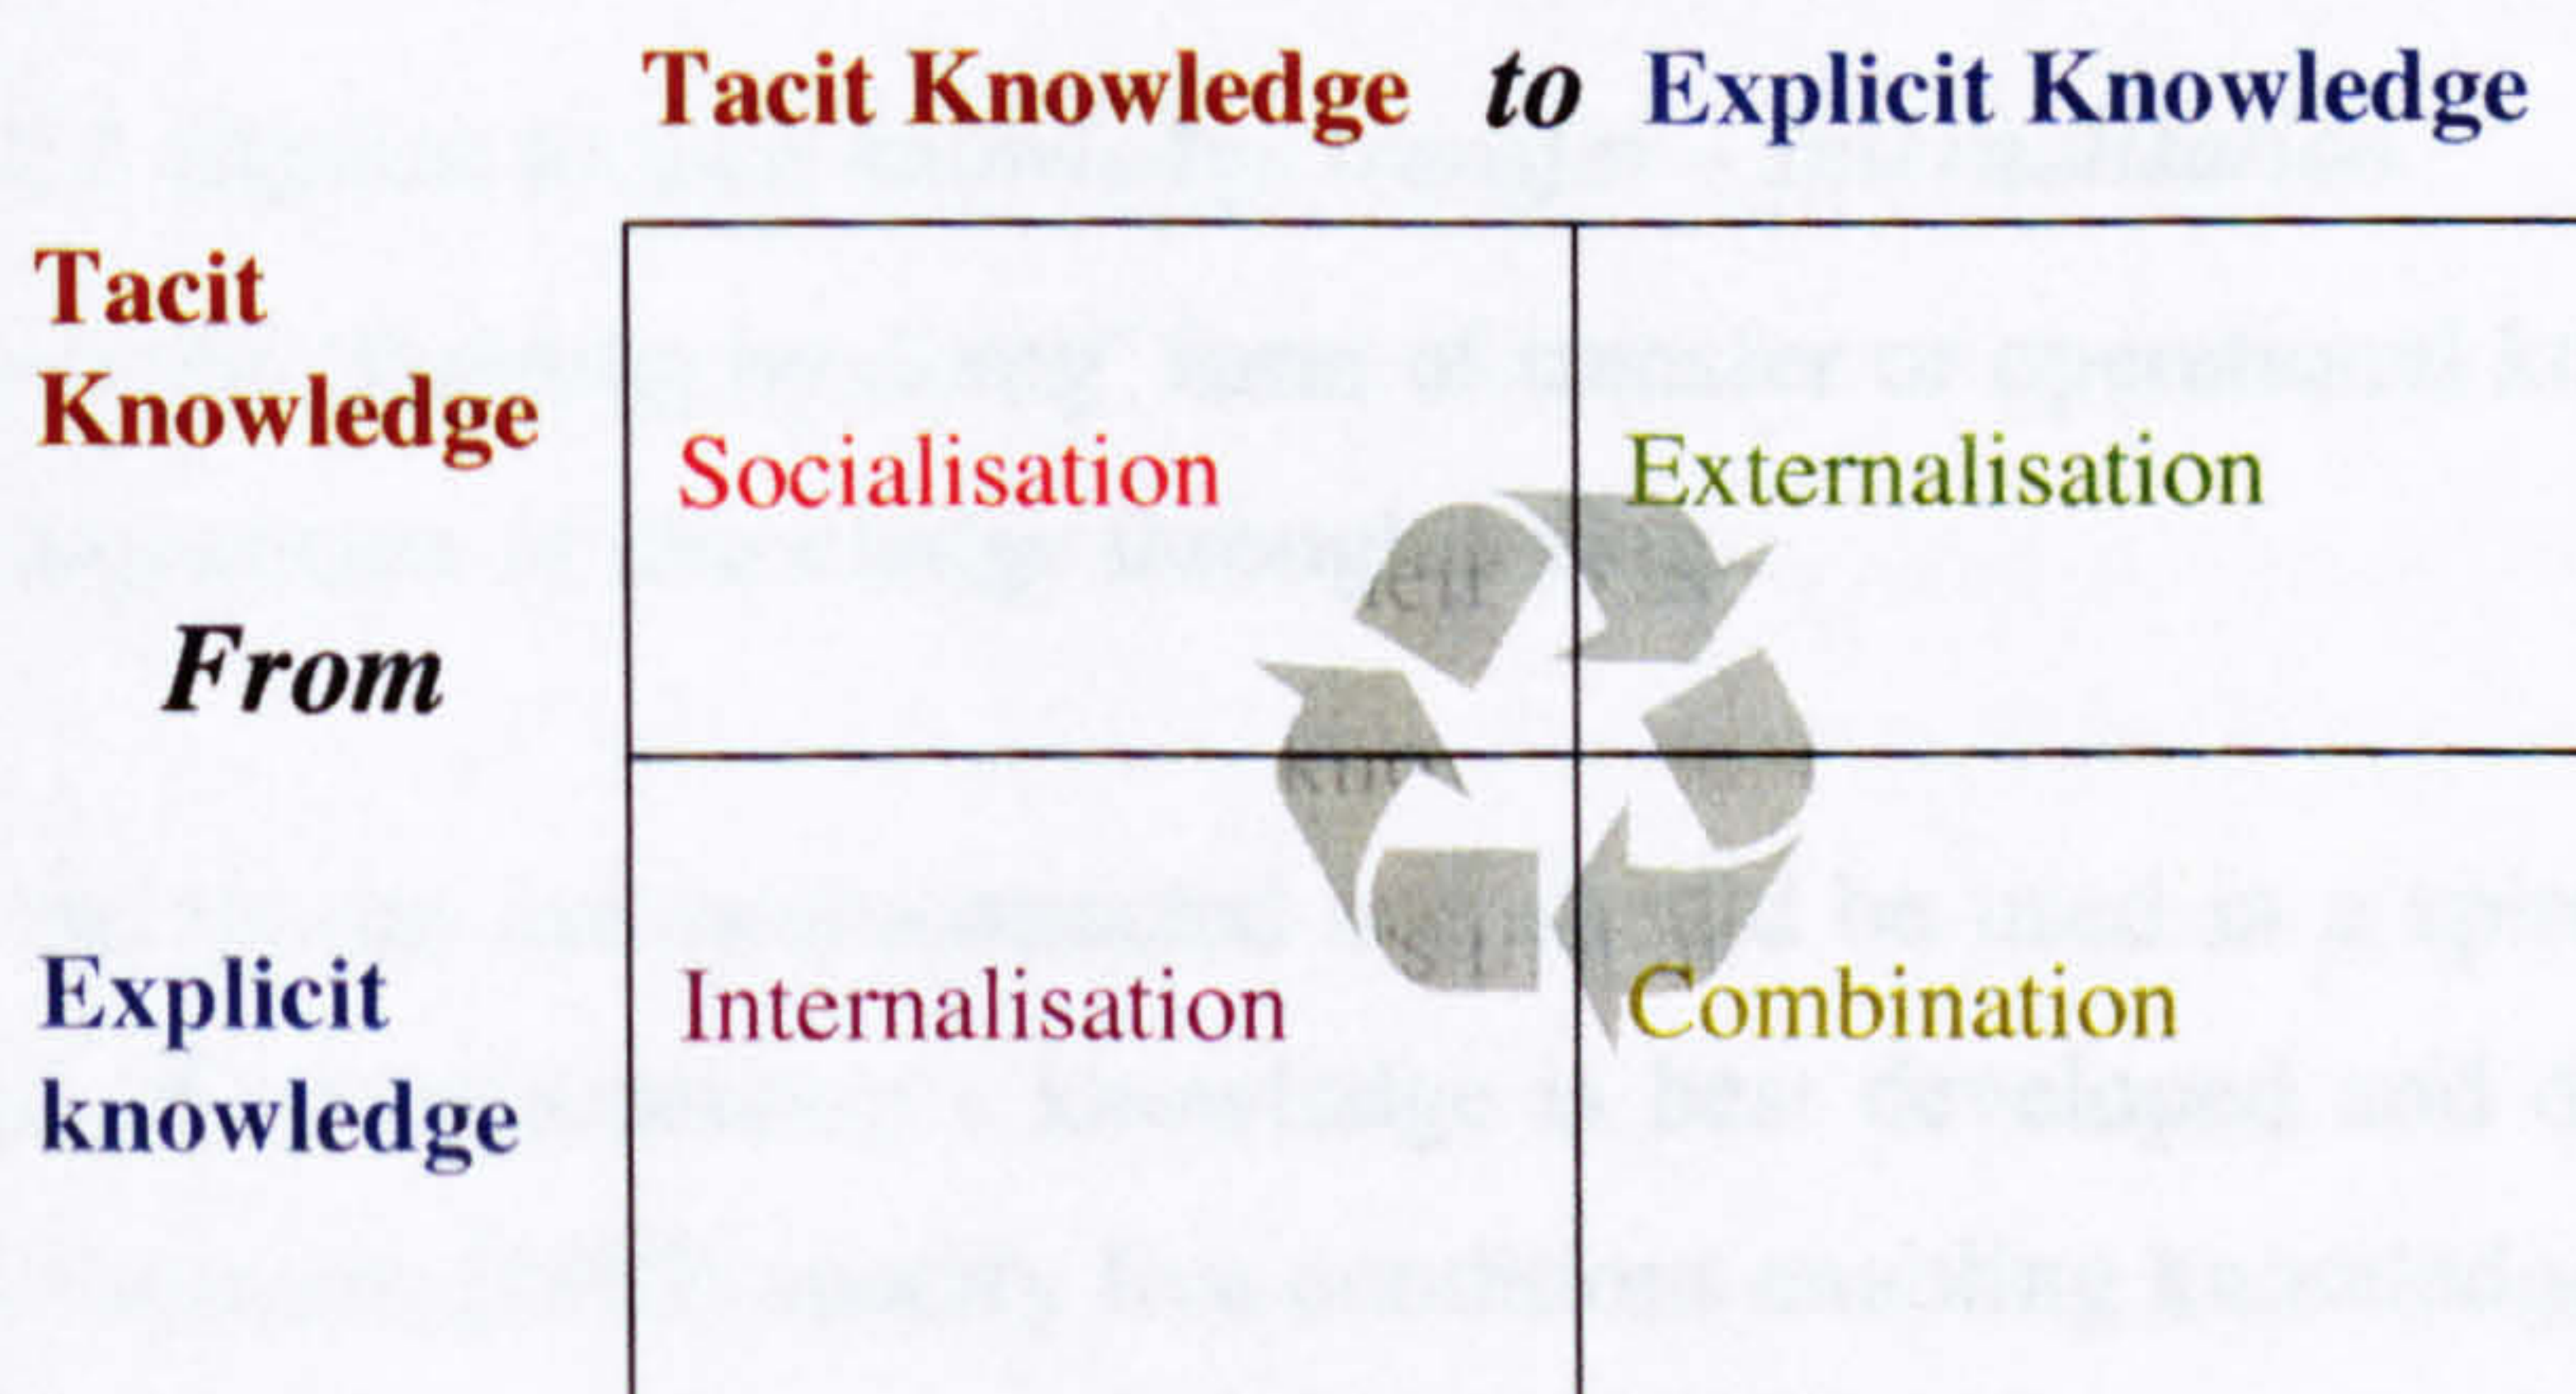 Tacit Knowledge to Explicit Knowledge
Tacit
Knowledge
Socialisation Externalisation
From
Explicit
knowledge
Internalisation Combination